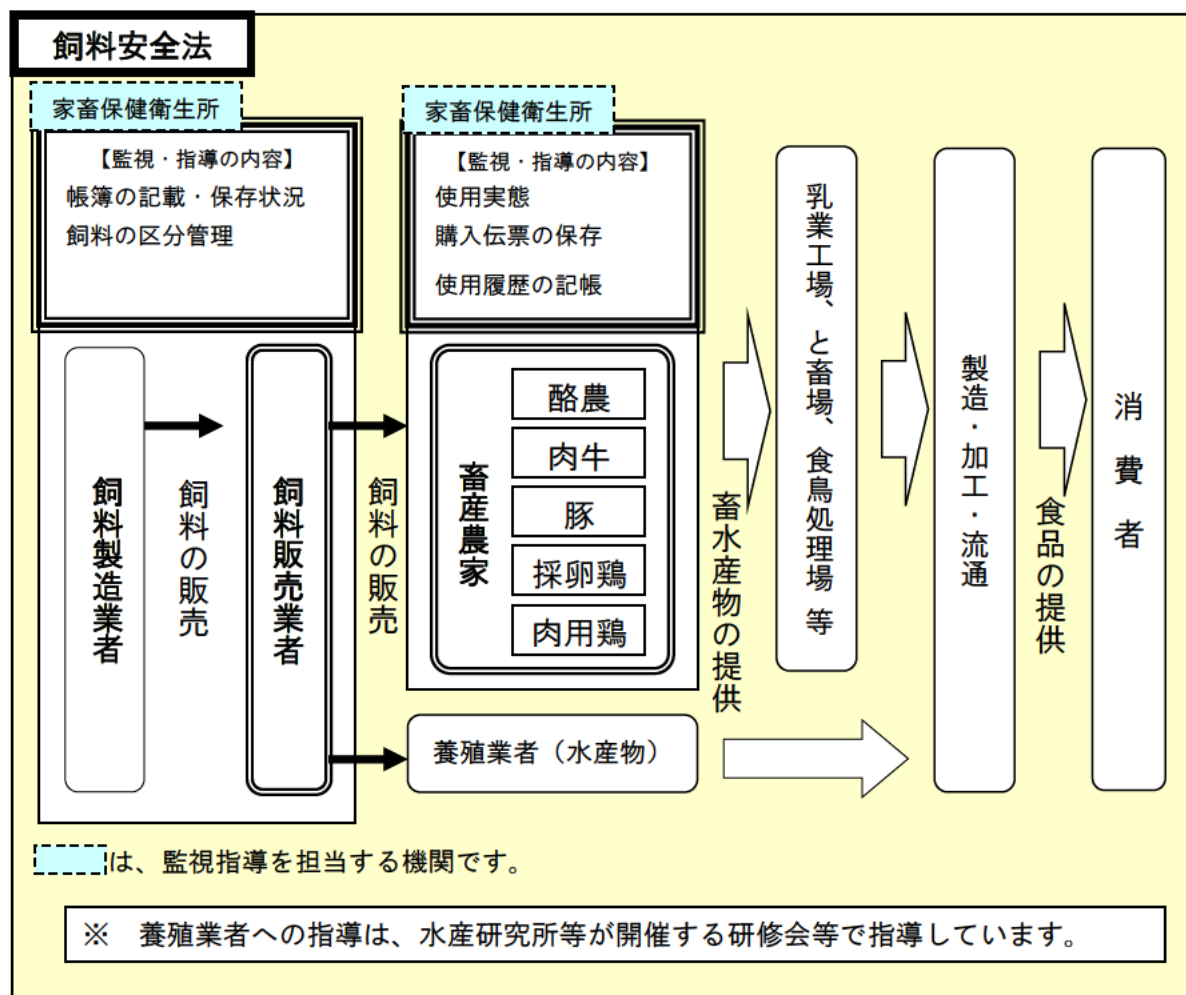 飼料安全法
家畜保健衛生所
【監視・指導の内容】
帳簿の記載・保存状況
飼料の区分管理
家畜保健衛生所
【監視・指導の内容】
使用実態
購入伝票の保存
使用履歴の記帳
飼料製造業者
飼料の販売
飼料販売業者
飼料の販売
畜産農家
酪農
肉牛
豚
採卵鶏
肉用鶏
養殖業者（水産物）
畜水産物の提供
乳業工場、と畜場、食鳥処理場 等
製造・加工・流通
食品の提供
消費者
は、監視指導を担当する機関です。
※　養殖業者への指導は、水産研究所等が開催する研修会等で指導しています。